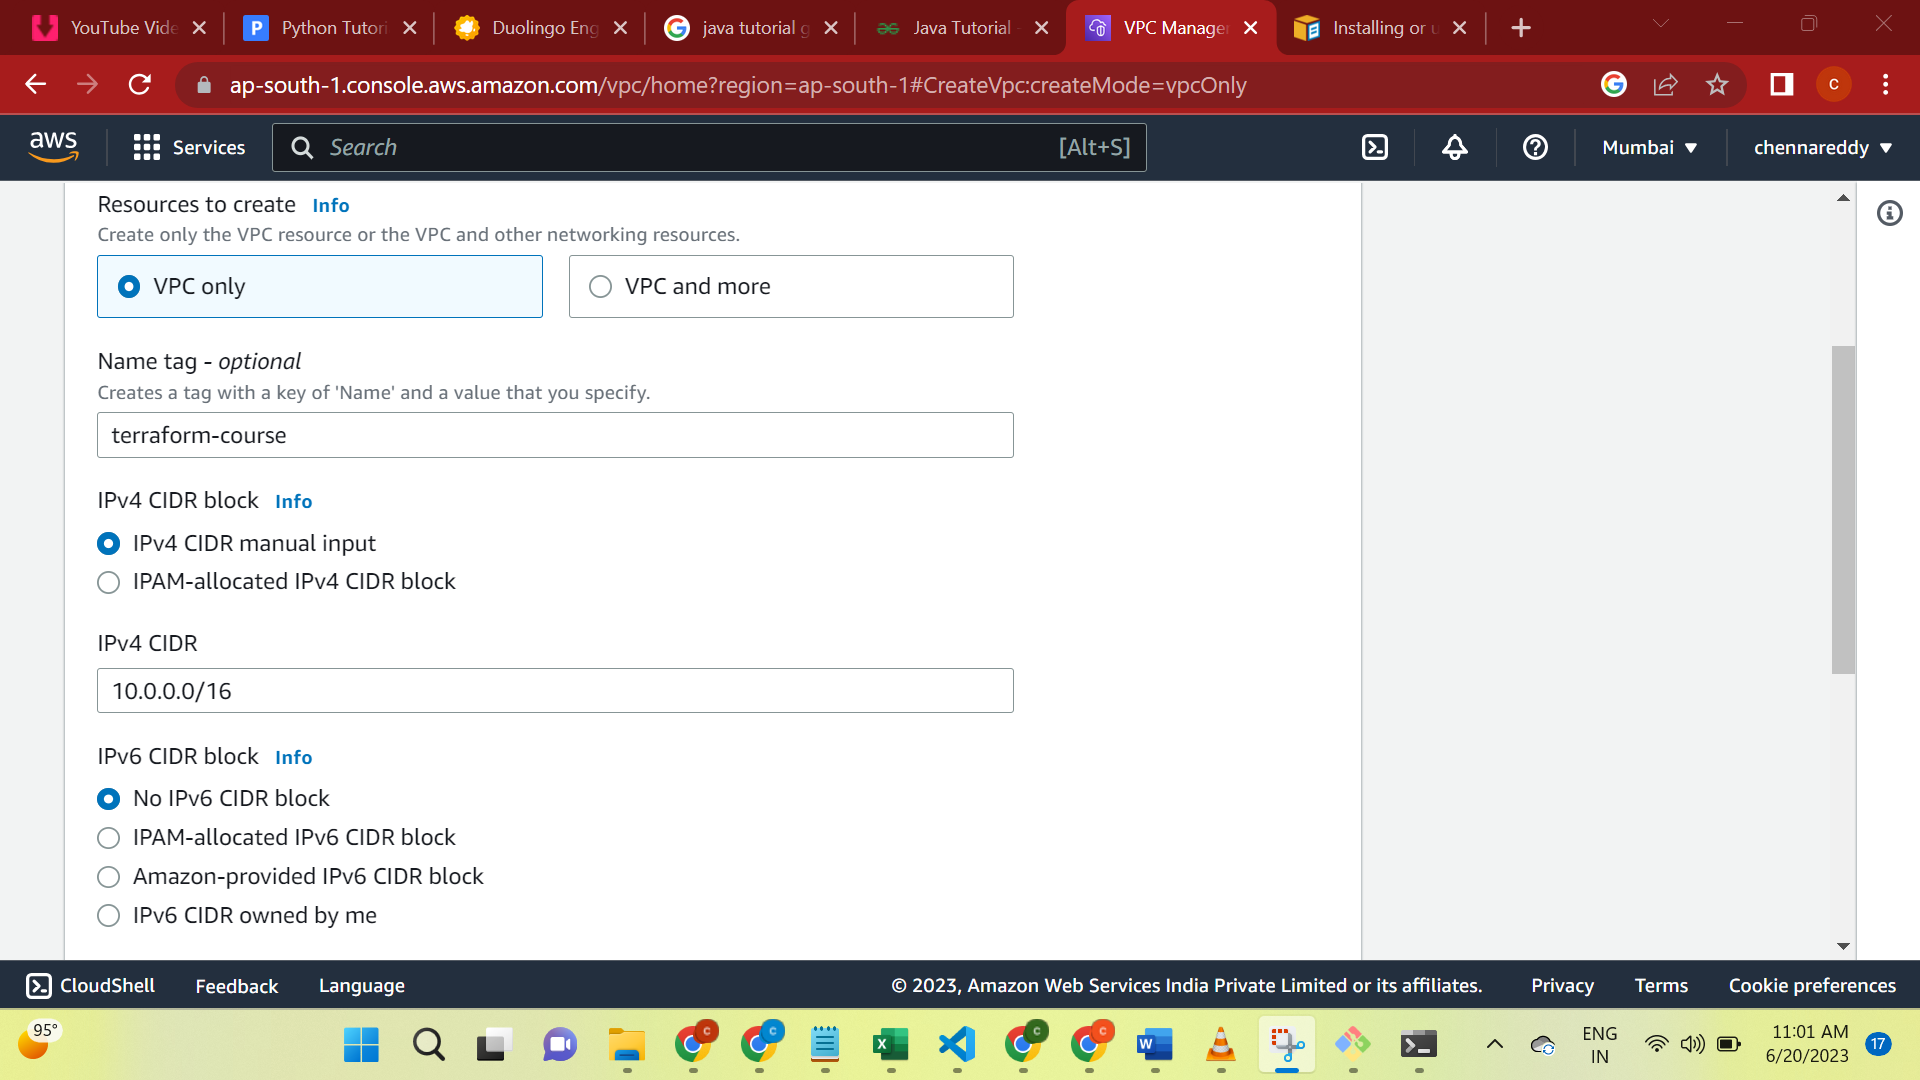 YouTube Vide
Python Tutori
Duolingo Eng
java tutorial g
Java Tutorial -
VPC Manager
Installing or u
ap-south-1.console.aws.amazon.com/vpc/home?region=ap-south-1#CreateVpc:createMode=vpcOnly
c
aws
Services
Search
[Alt+S]
Mumbai
chennareddy
Resources to create Info
Create only the VPC resource or the VPC and other networking resources.
VPC only
VPC and more
Name tag - optional
Creates a tag with a key of 'Name' and a value that you specify.
terraform-course
IPv4 CIDR block Info
IPv4 CIDR manual input
IPAM-allocated IPv4 CIDR block
IPv4 CIDR
10.0.0.0/16
IPv6 CIDR block Info
No IPv6 CIDR block
IPAM-allocated IPv6 CIDR block
Amazon-provided IPv6 CIDR block
IPv6 CIDR owned by me
CloudShell
Feedback
Language
© 2023, Amazon Web Services India Private Limited or its affiliates.
Privacy
Terms
Cookie preferences
95°
ENG
IN
11:01 AM
6/20/2023
17